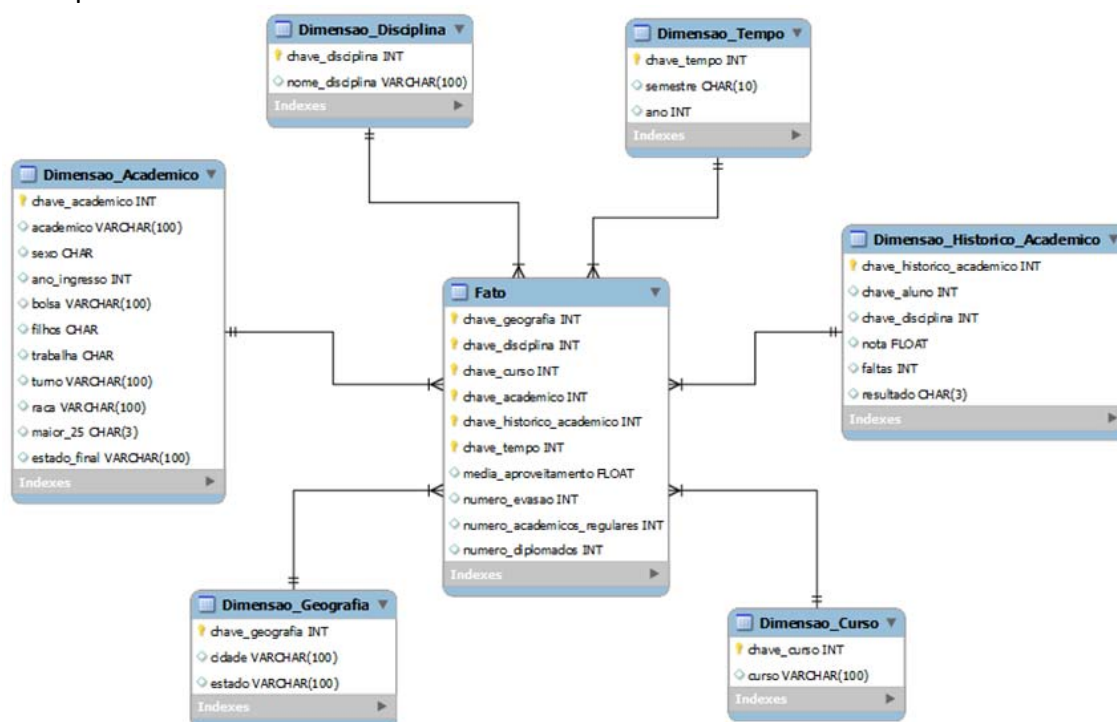 Dimensao_Disciplina
chave_disciplina INT
nome_disciplina VARCHAR(100)
Indexes
Dimensao_Tempo
chave_tempo INT
semestre CHAR(10)
ano INT
Indexes
Dimensao_Academico
chave_academico INT
academico VARCHAR(100)
sexo CHAR
ano_ingresso INT
bolsa VARCHAR(100)
filhos CHAR
trabalha CHAR
turno VARCHAR(100)
raca VARCHAR(100)
maior_25 CHAR(3)
estado_final VARCHAR(100)
Indexes
Fato
chave_geografia INT
chave_disciplina INT
chave_curso INT
chave_academico INT
chave_historico_academico INT
chave_tempo INT
media_aproveitamento FLOAT
numero_evasao INT
numero_academicos_regulares INT
numero_diplomados INT
Indexes
Dimensao_Historico_Academico
chave_historico_academico INT
chave_aluno INT
chave_disciplina INT
nota FLOAT
faltas INT
resultado CHAR(3)
Indexes
Dimensao_Geografia
chave_geografia INT
cidade VARCHAR(100)
estado VARCHAR(100)
Indexes
Dimensao_Curso
chave_curso INT
curso VARCHAR(100)
Indexes